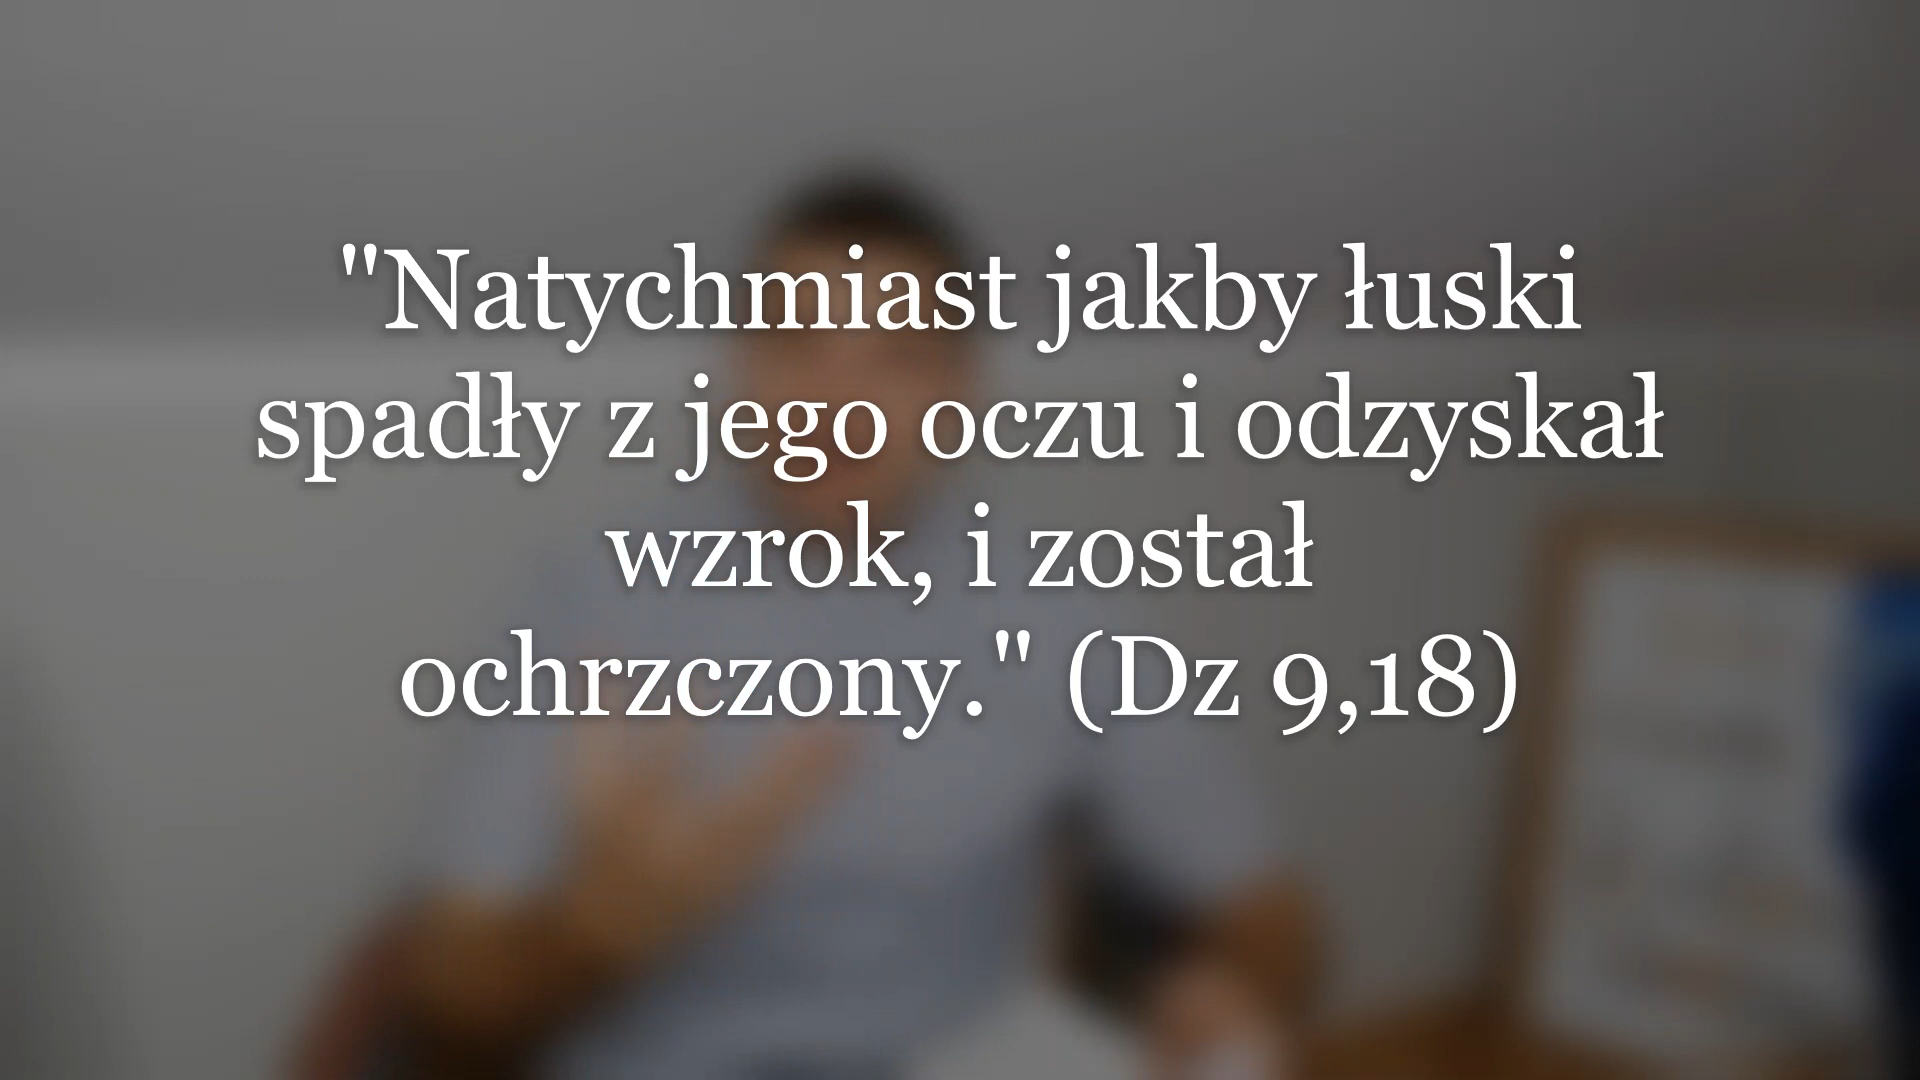 "Natychmiast jakby łuski
spadły z jego oczu i odzyskał
wzrok, i został
ochrzczony." (Dz 9,18)